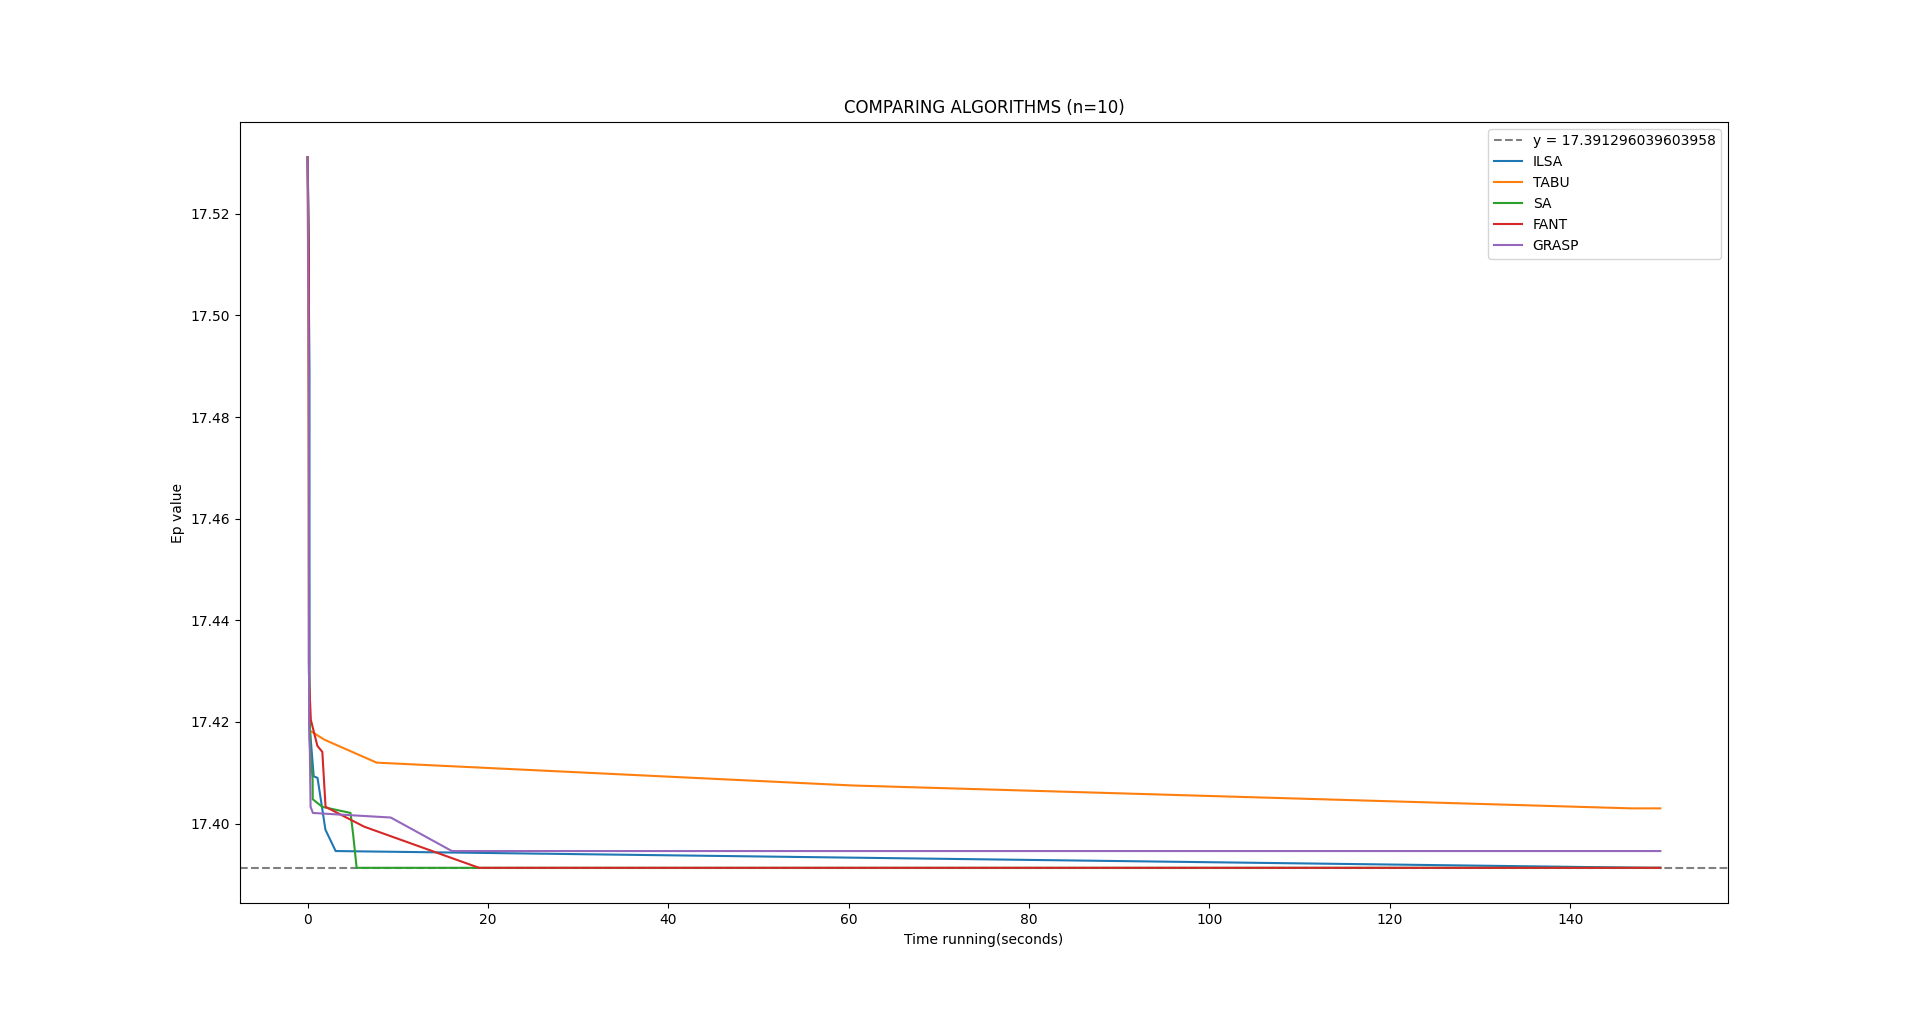 COMPARING ALGORITHMS (n=10)
y = 17.391296039603958
ILSA
TABU
SA
FANT
GRASP
17.52
17.50
17.48
17.46
17.44
17.42
17.40
Ep value
0 20 40 60 80 100 120 140
Time running(seconds)